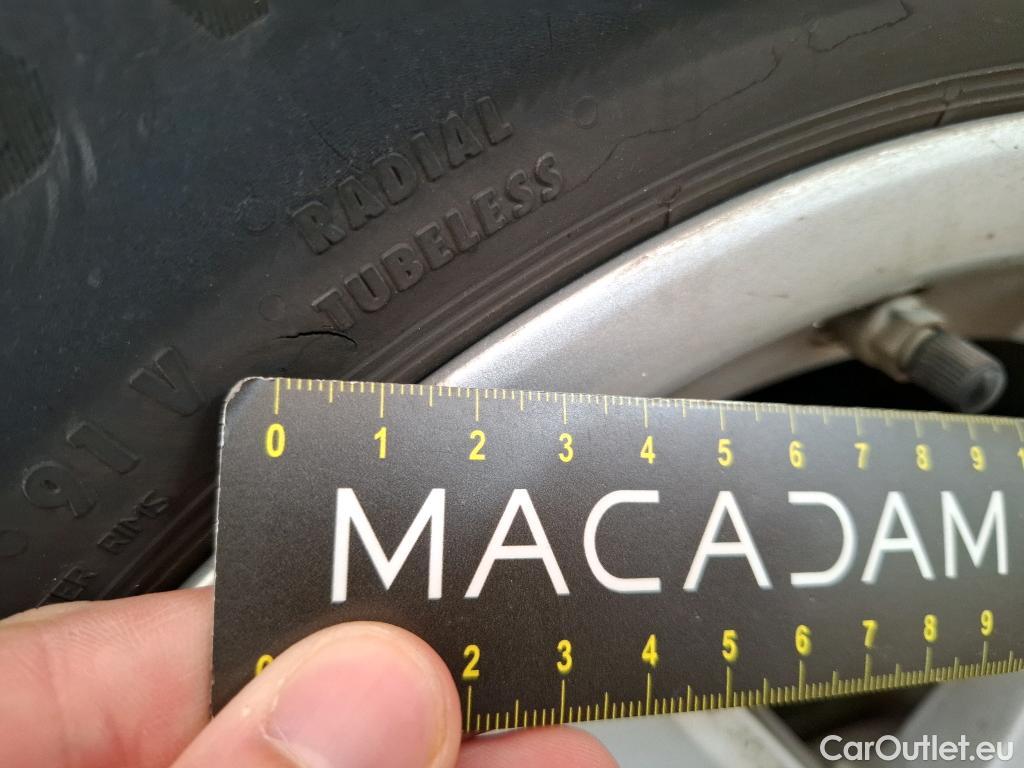 RADIAL
TUBELESS
91 V
RIMS
0 1 2 3 4 5 6 7 8 9 1
MACADAM
2 3 4 5 6 7 8 9
CarOutlet.eu